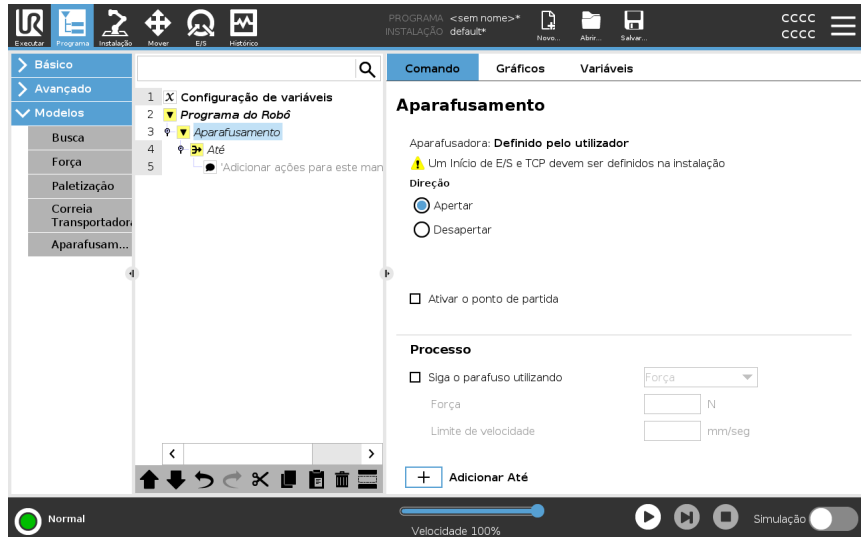 UR
PROGRAMA <sem nome>*
INSTALAÇÃO default*
CCCC
CCCC
Executar
Programa
Instalação
Mover
E/S
Histórico
Novo...
Abrir...
Salvar...
Básico
Avançado
Modelos
Busca
Força
Paletização
Correia
Transportador
Aparafusam...
1 X Configuração de variáveis
2 Programa do Robô
3 Aparafusamento
4 Até
5 'Adicionar ações para este man
Comando Gráficos Variáveis
Aparafusamento
Aparafusadora: Definido pelo utilizador
Um Início de E/S e TCP devem ser definidos na instalação
Direção
Apertar
Desapertar
Ativar o ponto de partida
Processo
Siga o parafuso utilizando Força
Força N
Limite de velocidade mm/seg
+ Adicionar Até
Normal
Velocidade 100%
Simulação